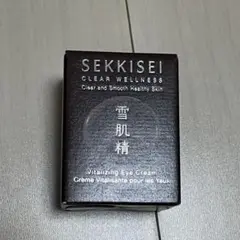 SEKKISEI
CLEAR WELLNESS
Clear and Smooth Healthy Skin
雪肌精
Vitalizing Eye Cream
Crème Vitalisante pour les Yeux